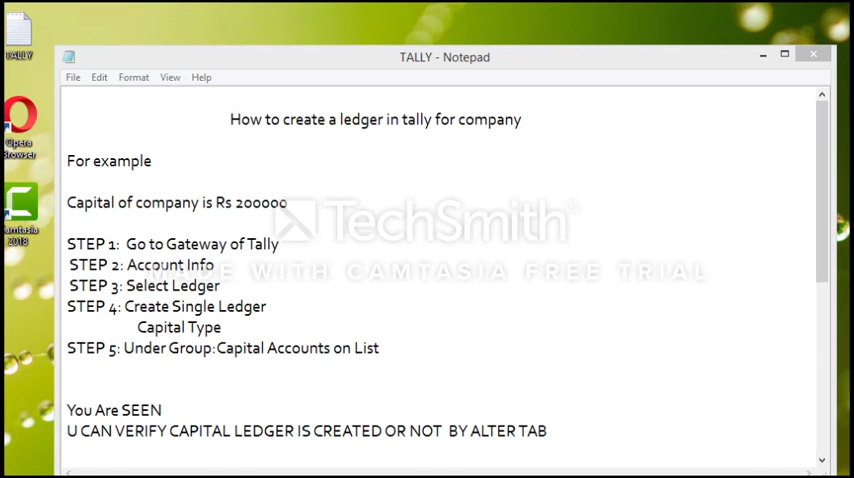 TALLY
Opera
Browser
Camtasia
2018
TALLY - Notepad
File Edit Format View Help
How to create a ledger in tally for company
For example
Capital of company is Rs 200000
TechSmith®
STEP 1: Go to Gateway of Tally
STEP 2: Account Info
MADE WITH CAMTASIA FREE TRIAL
STEP 3: Select Ledger
STEP 4: Create Single Ledger
Capital Type
STEP 5: Under Group:Capital Accounts on List
You Are SEEN
U CAN VERIFY CAPITAL LEDGER IS CREATED OR NOT BY ALTER TAB